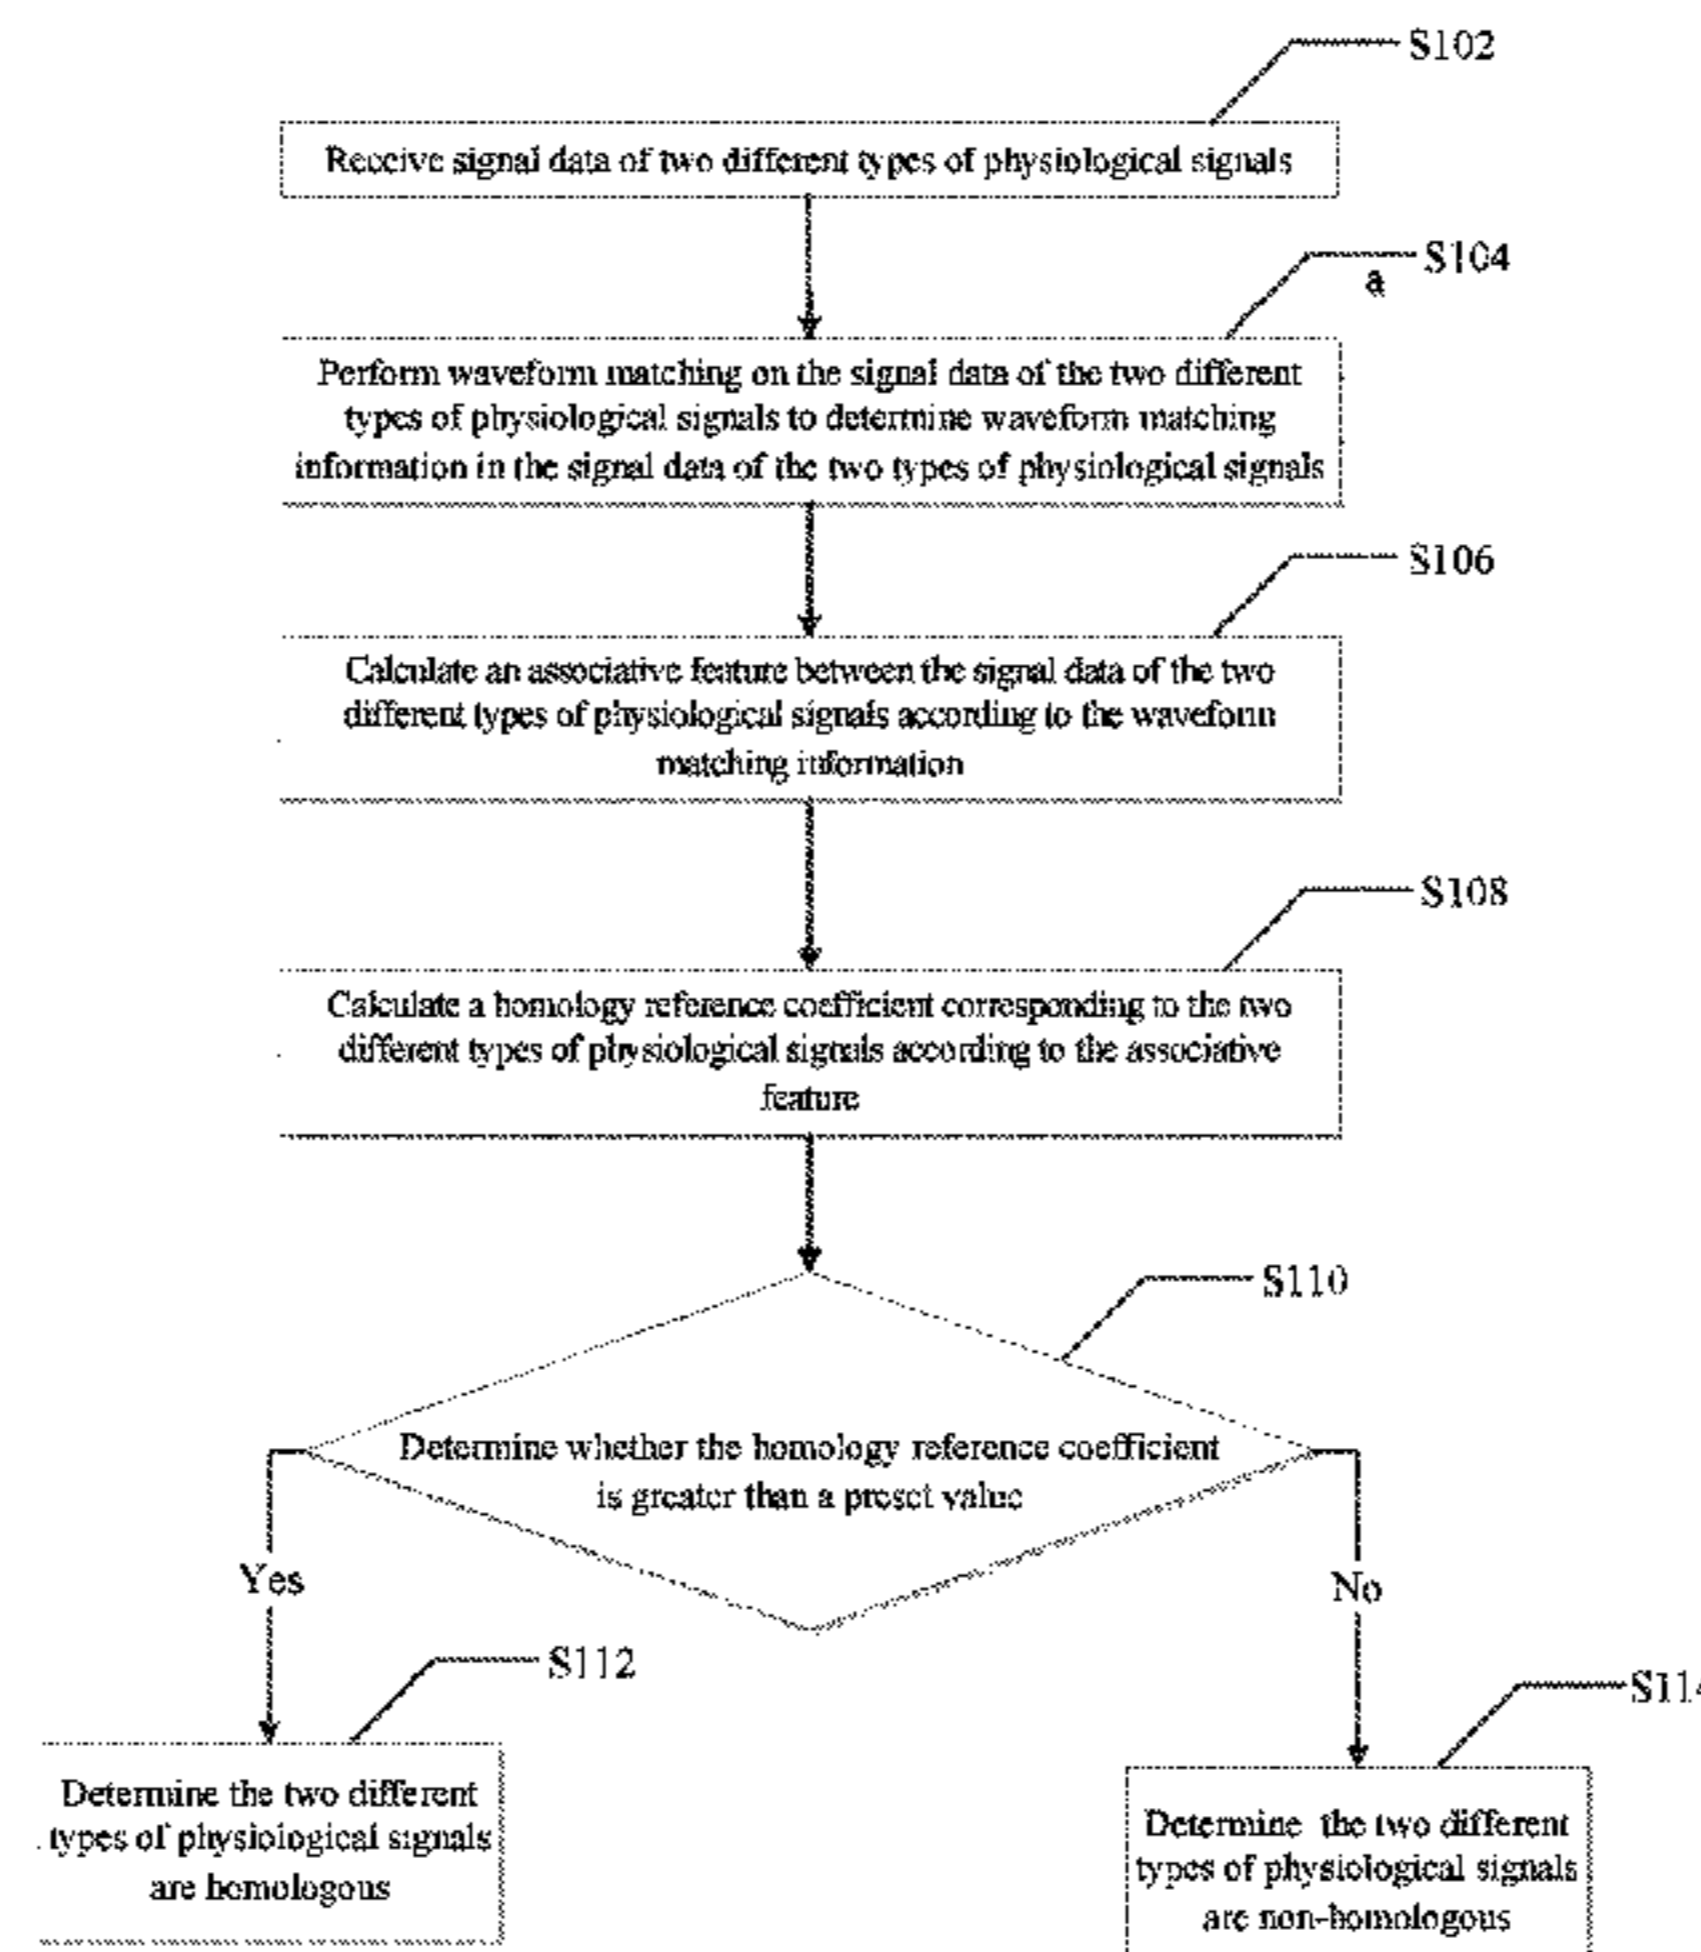 S102
Receive signal data of two different types of physiological signals
S104
a
Perform waveform matching on the signal data of the two different
types of physiological signals to determine waveform matching
information in the signal data of the two types of physiological signals
S106
Calculate an associative feature between the signal data of the two
different types of physiological signals according to the waveform
matching information
S108
Calculate a homology reference coefficient corresponding to the two
different types of physiological signals according to the associative
feature
S110
Determine whether the homology reference coefficient
is greater than a preset value
Yes
No
S112
S114
Determine the two different
types of physiological signals
are homologous
Determine the two different
types of physiological signals
are non-homologous